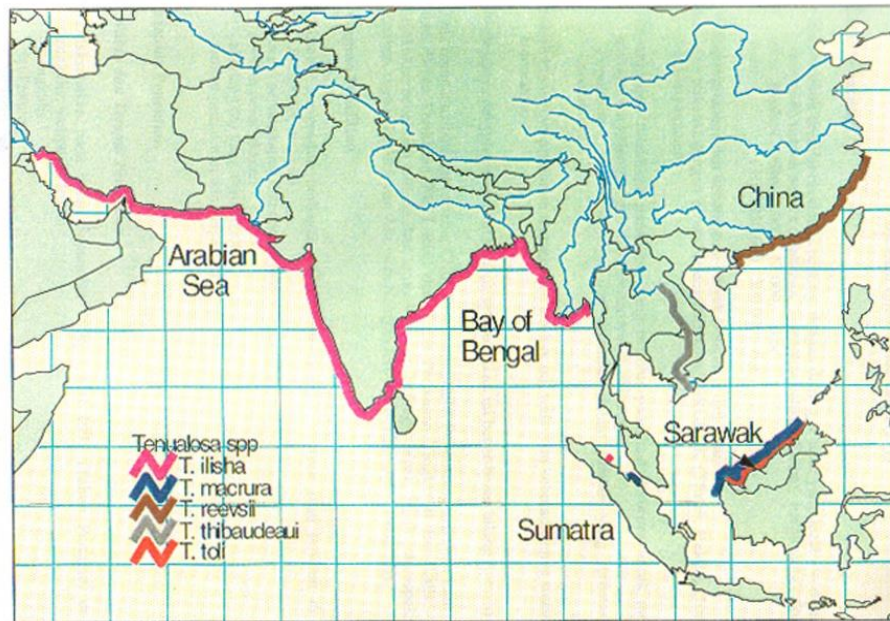 China
Arabian
Sea
Bay of
Bengal
Sarawak
Tenualosa spp
T. ilisha
T. macrura
T. reevsii
T. thibaudeaui
T. toli
Sumatra